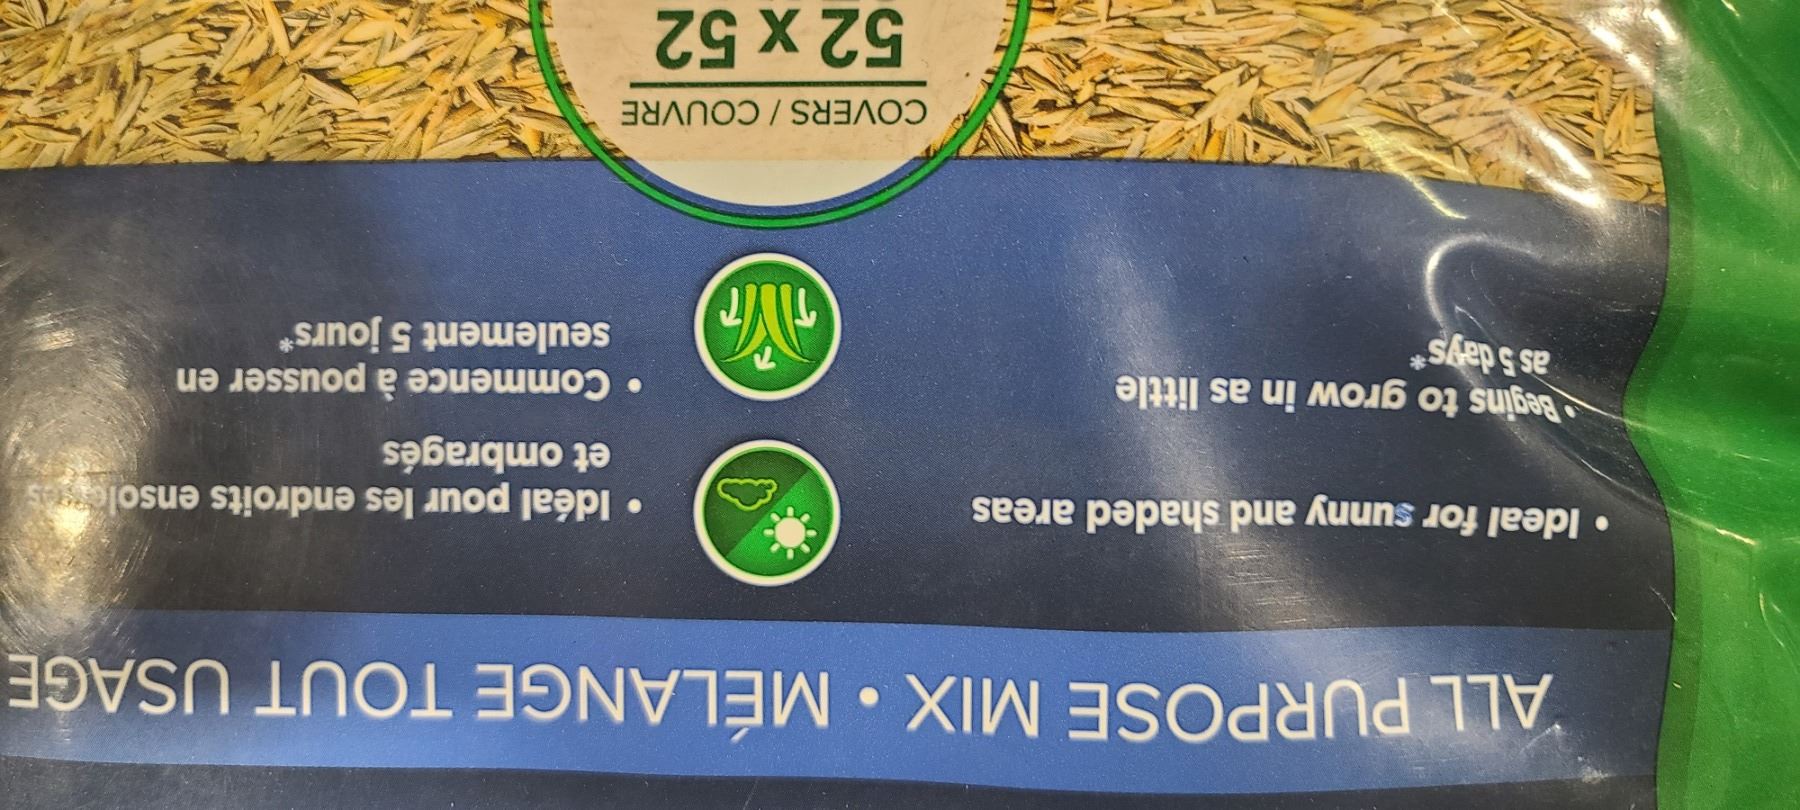 ALL PURPOSE MIX • MÉLANGE TOUT USAGE
• Ideal for sunny and shaded areas
• Begins to grow in as little
as 5 days*
• Idéal pour les endroits
et ombragés
• Commence à pousser en
seulement 5 jours*
COVERS / COUVRE
52 x 52